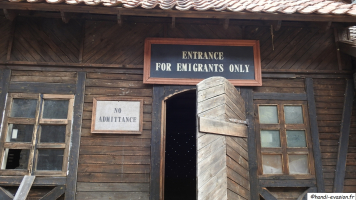 ENTRANCE
FOR EMIGRANTS ONLY
NO
ADMITTANCE
©handi-evasion.fr